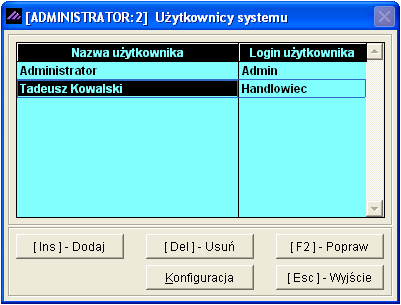 [ADMINISTRATOR:2] Użytkownicy systemu
Nazwa użytkownika Login użytkownika
Administrator Admin
Tadeusz Kowalski Handlowiec
[Ins] - Dodaj [Del] - Usuń [F2] - Popraw
Konfiguracja [Esc] - Wyjście